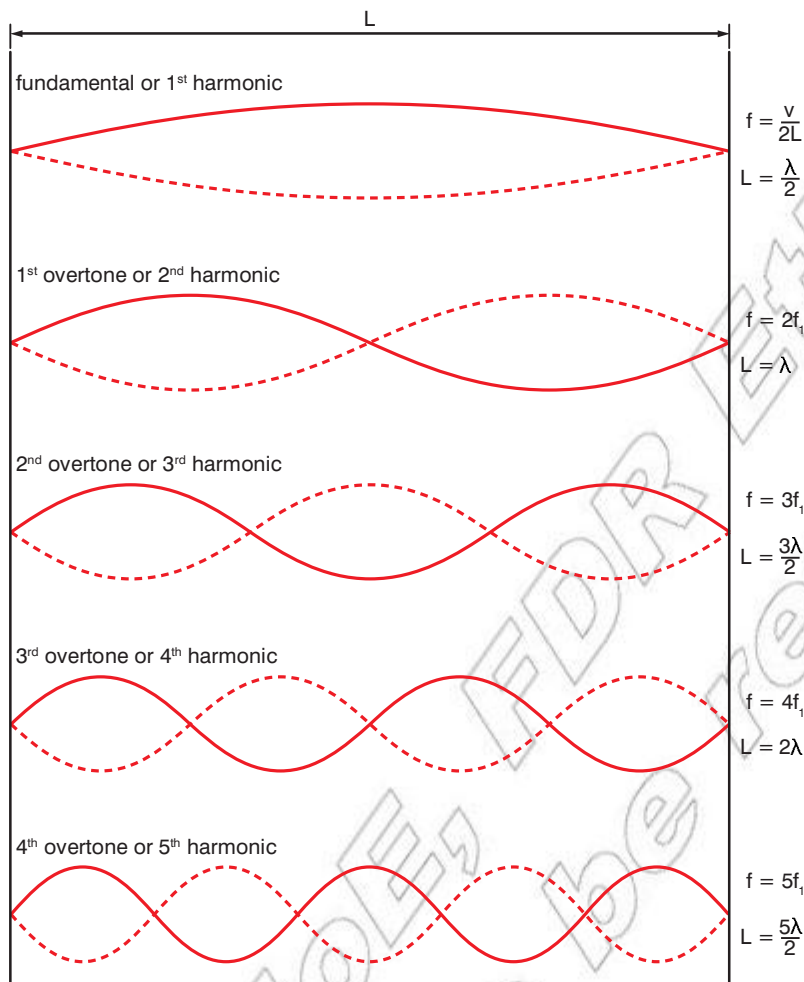 L
fundamental or 1st harmonic
f = v/2L
L = λ/2
1st overtone or 2nd harmonic
f = 2f₁
L = λ
2nd overtone or 3rd harmonic
f = 3f₁
L = 3λ/2
3rd overtone or 4th harmonic
f = 4f₁
L = 2λ
4th overtone or 5th harmonic
f = 5f₁
L = 5λ/2
FDR